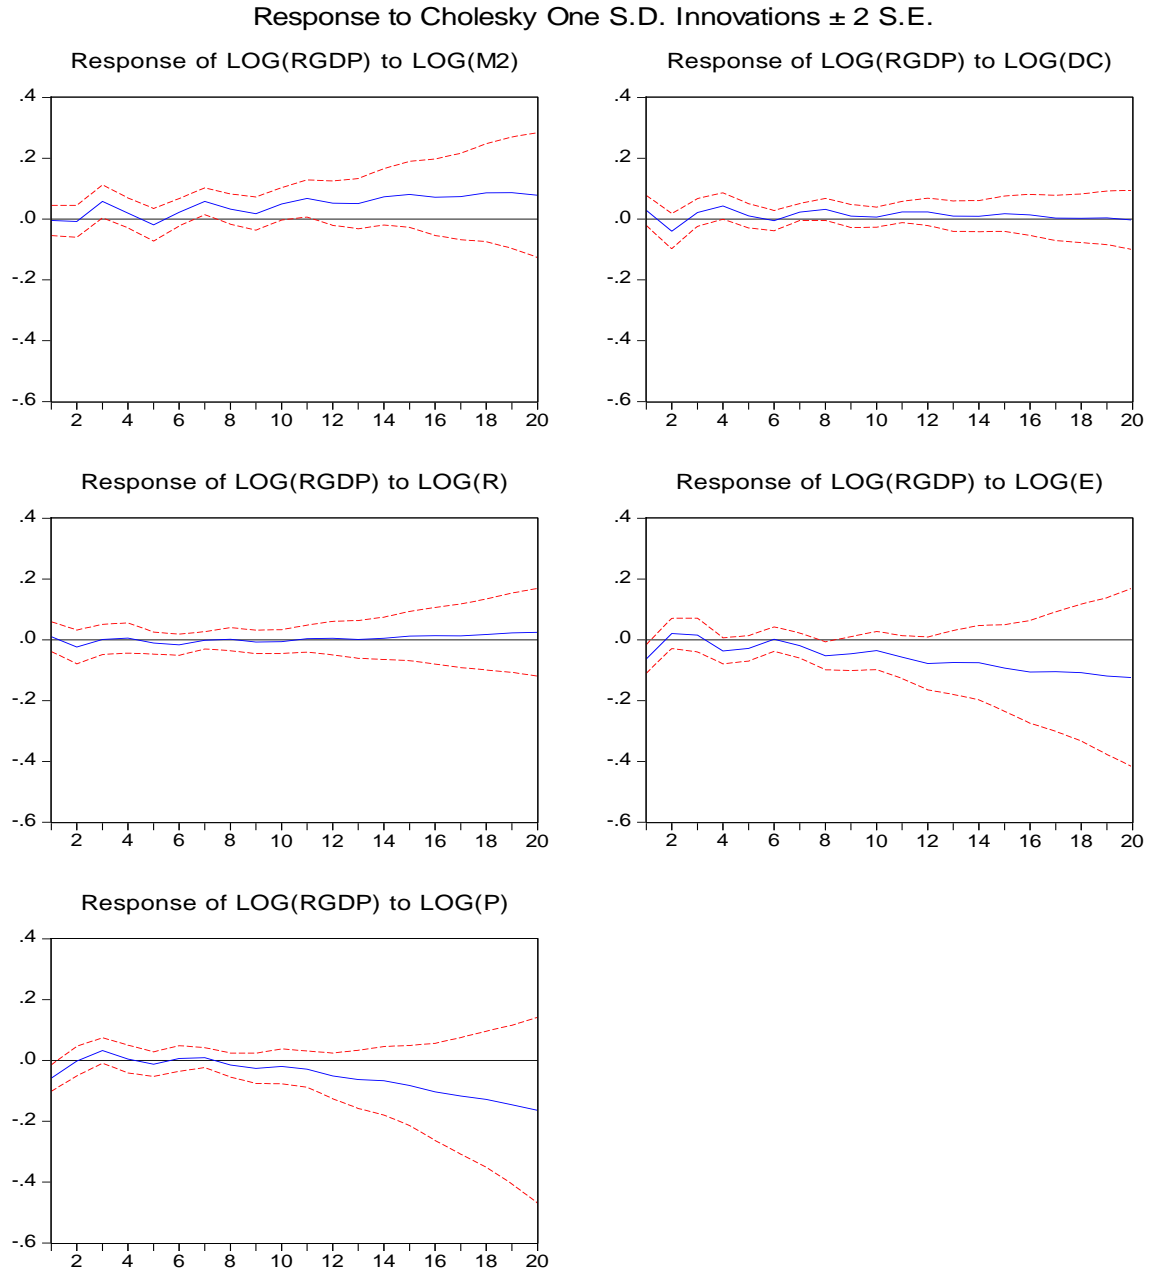 Response to Cholesky One S.D. Innovations ± 2 S.E.
Response of LOG(RGDP) to LOG(M2)
.4
.2
.0
-.2
-.4
-.6
2 4 6 8 10 12 14 16 18 20
Response of LOG(RGDP) to LOG(DC)
.4
.2
.0
-.2
-.4
-.6
2 4 6 8 10 12 14 16 18 20
Response of LOG(RGDP) to LOG(R)
.4
.2
.0
-.2
-.4
-.6
2 4 6 8 10 12 14 16 18 20
Response of LOG(RGDP) to LOG(E)
.4
.2
.0
-.2
-.4
-.6
2 4 6 8 10 12 14 16 18 20
Response of LOG(RGDP) to LOG(P)
.4
.2
.0
-.2
-.4
-.6
2 4 6 8 10 12 14 16 18 20